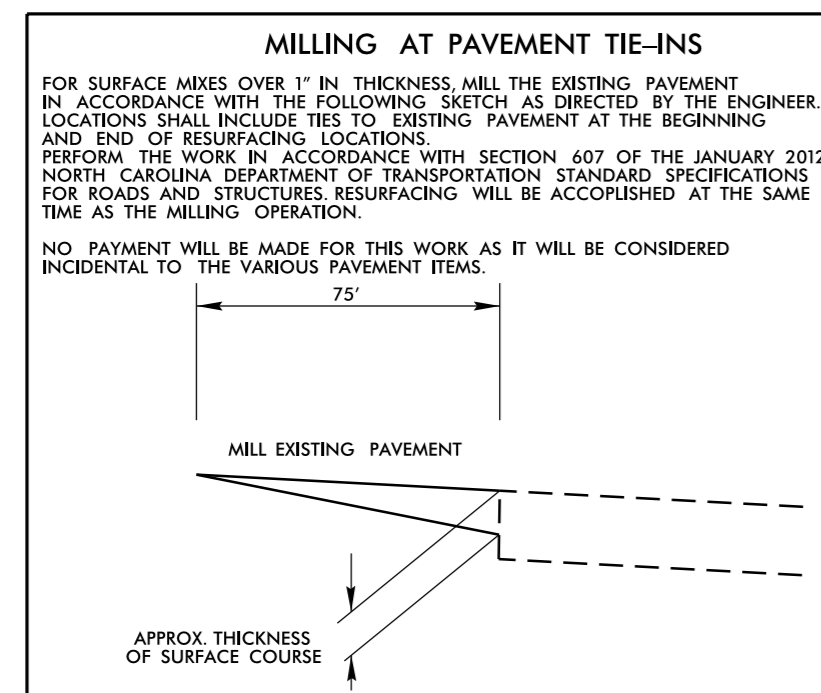 MILLING AT PAVEMENT TIE–INS
FOR SURFACE MIXES OVER 1" IN THICKNESS, MILL THE EXISTING PAVEMENT
IN ACCORDANCE WITH THE FOLLOWING SKETCH AS DIRECTED BY THE ENGINEER.
LOCATIONS SHALL INCLUDE TIES TO EXISTING PAVEMENT AT THE BEGINNING
AND END OF RESURFACING LOCATIONS.
PERFORM THE WORK IN ACCORDANCE WITH SECTION 607 OF THE JANUARY 2012
NORTH CAROLINA DEPARTMENT OF TRANSPORTATION STANDARD SPECIFICATIONS
FOR ROADS AND STRUCTURES. RESURFACING WILL BE ACCOPLISHED AT THE SAME
TIME AS THE MILLING OPERATION.
NO PAYMENT WILL BE MADE FOR THIS WORK AS IT WILL BE CONSIDERED
INCIDENTAL TO THE VARIOUS PAVEMENT ITEMS.
75'
MILL EXISTING PAVEMENT
APPROX. THICKNESS
OF SURFACE COURSE